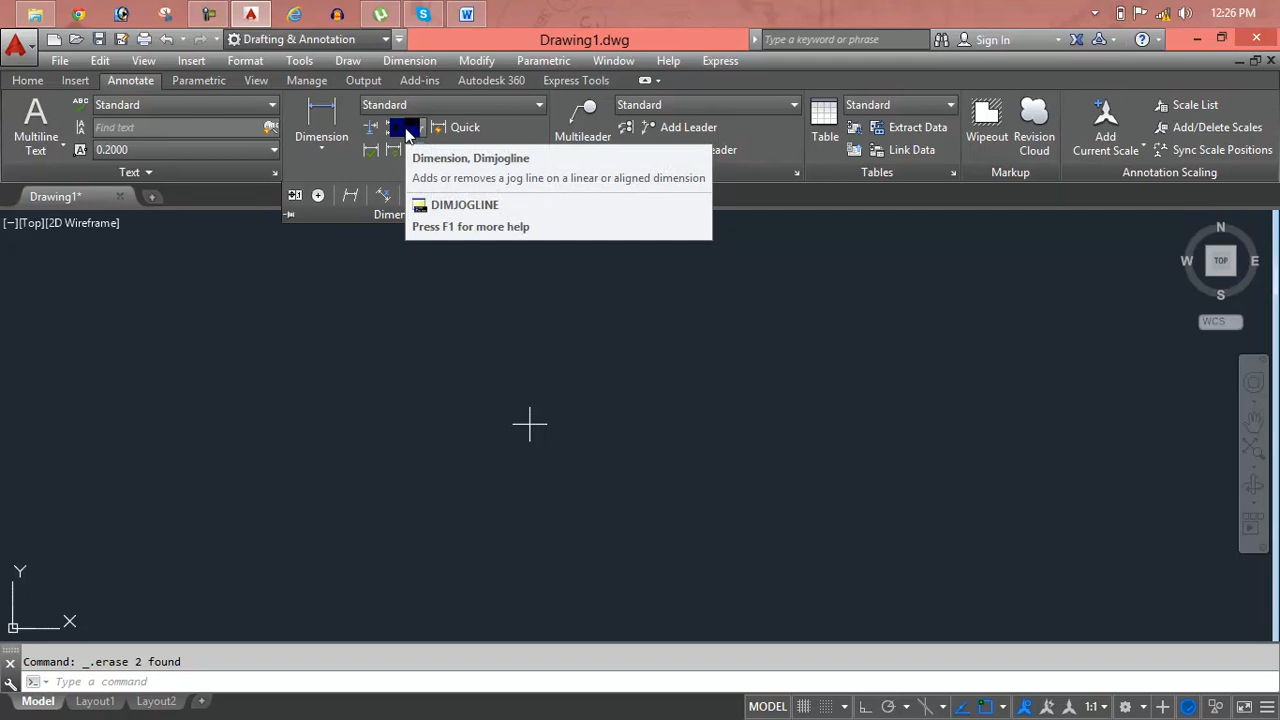 12:26 PM
Drafting & Annotation
Drawing1.dwg
Type a keyword or phrase
Sign In
File Edit View Insert Format Tools Draw Dimension Modify Parametric Window Help Express
Home Insert Annotate Parametric View Manage Output Add-ins Autodesk 360 Express Tools
Standard
Standard
Standard
Standard
Scale List
Multiline
Text
Find text
Dimension
Quick
Multileader
Add Leader
Table
Extract Data
Wipeout
Revision
Cloud
Add
Current Scale
Add/Delete Scales
0.2000
eader
Link Data
Sync Scale Positions
Text
Tables
Markup
Annotation Scaling
Dimension, Dimjogline
Adds or removes a jog line on a linear or aligned dimension
DIMJOGLINE
Press F1 for more help
Drawing1*
Dimen
[−][Top][2D Wireframe]
N
W TOP E
S
WCS
Y
X
Command: _.erase 2 found
Type a command
Model Layout1 Layout2 +
MODEL
1:1